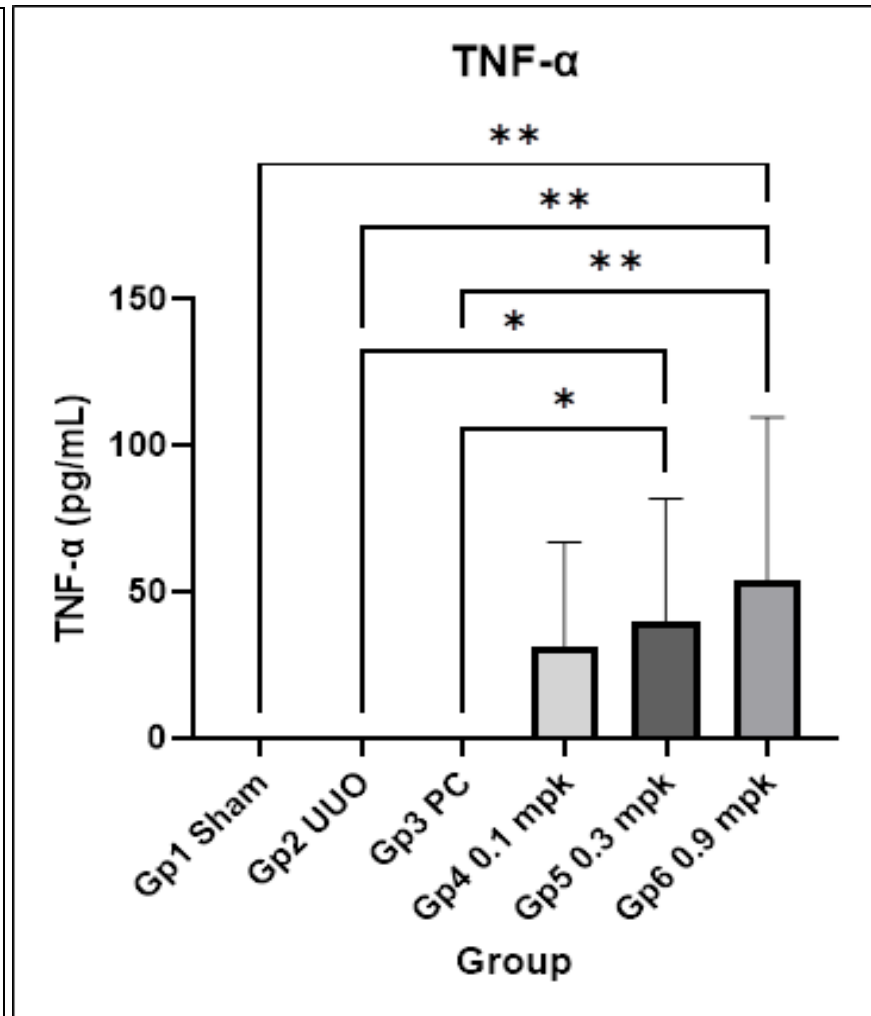 TNF-α
**
**
**
*
*
150
100
50
0
TNF-α (pg/mL)
Gp1 Sham
Gp2 UUO
Gp3 PC
Gp4 0.1 mpk
Gp5 0.3 mpk
Gp6 0.9 mpk
Group